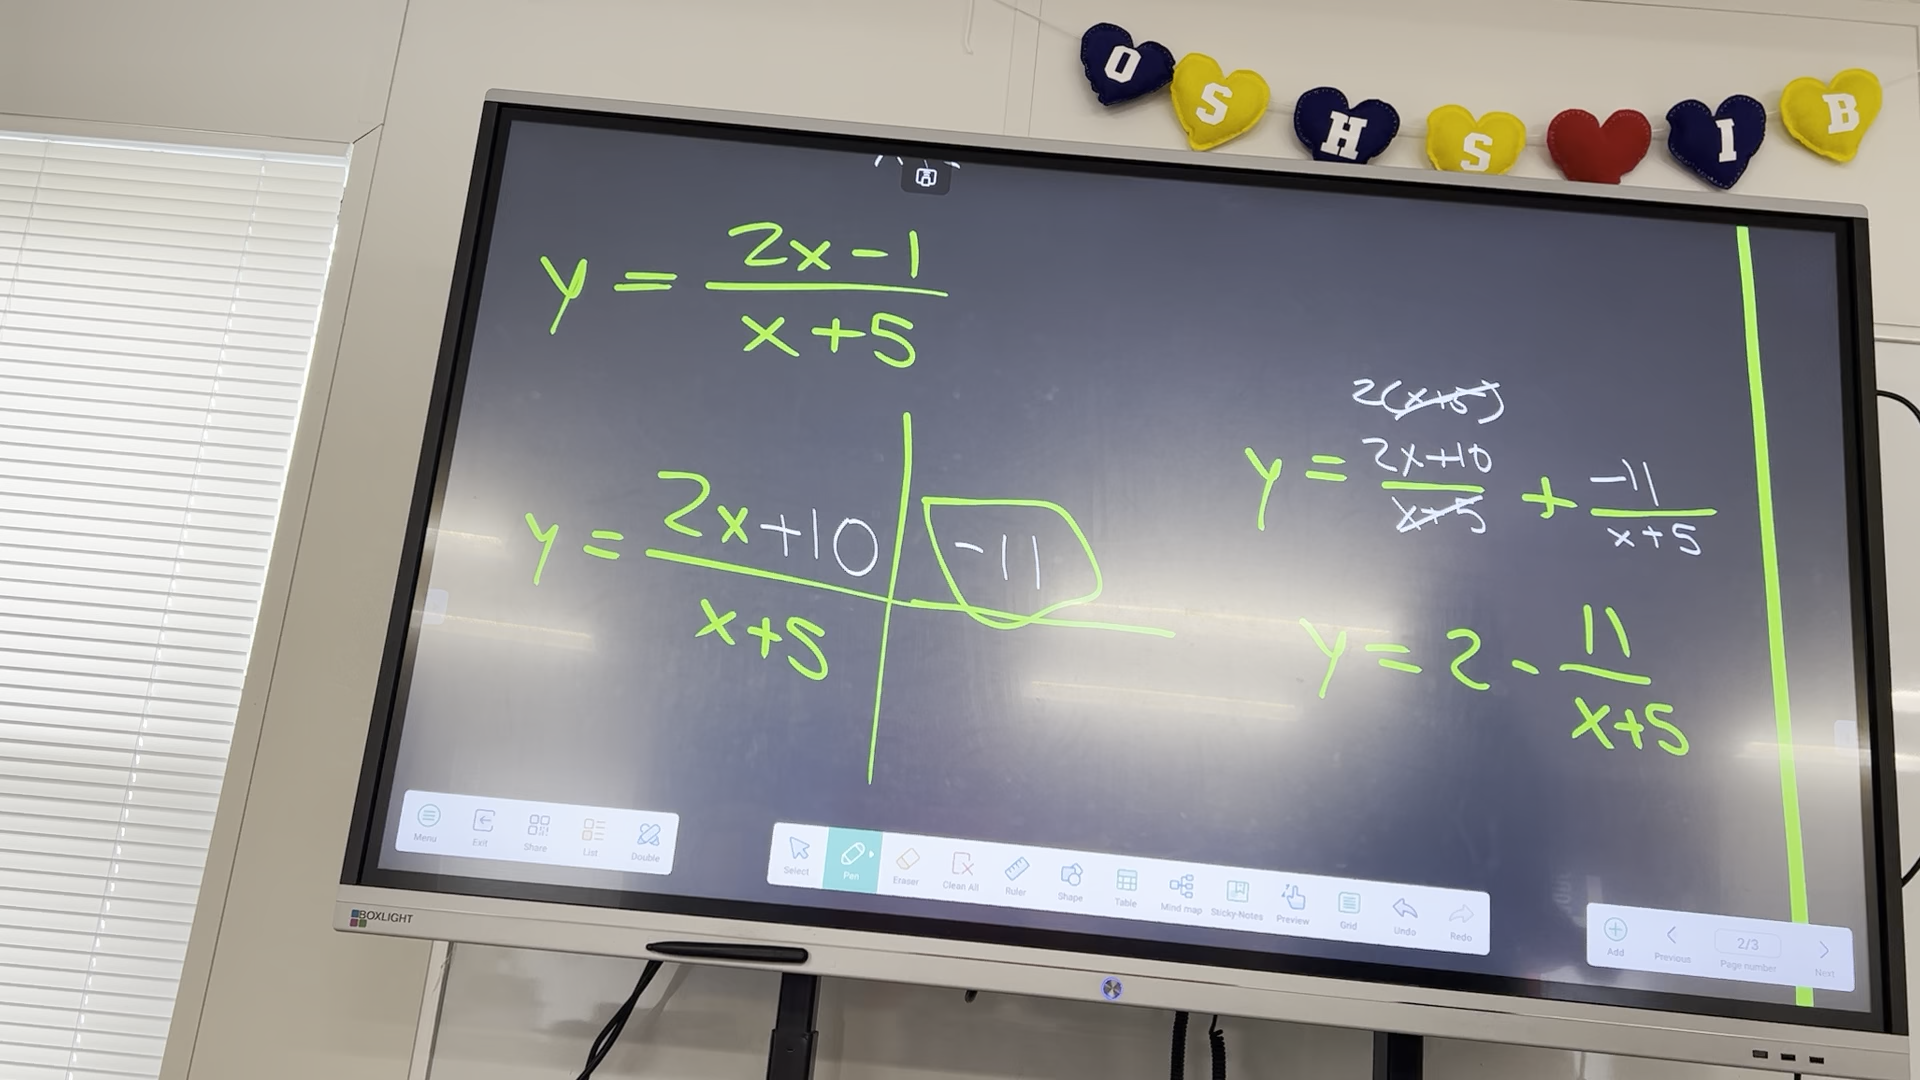 O S H S I B
y = 2x - 1
x + 5
y = 2x + 10 | -11
x + 5
2(x+5)
y = 2x + 10 + -11
x + 5 x + 5
y = 2 - 11
x + 5
Menu Exit Share List Double
Select Pen Eraser Clean All Ruler Shape Table Mind map Sticky-Notes Preview Grid Undo Redo
Add Previous 2/3 Page number Next
BOXLIGHT